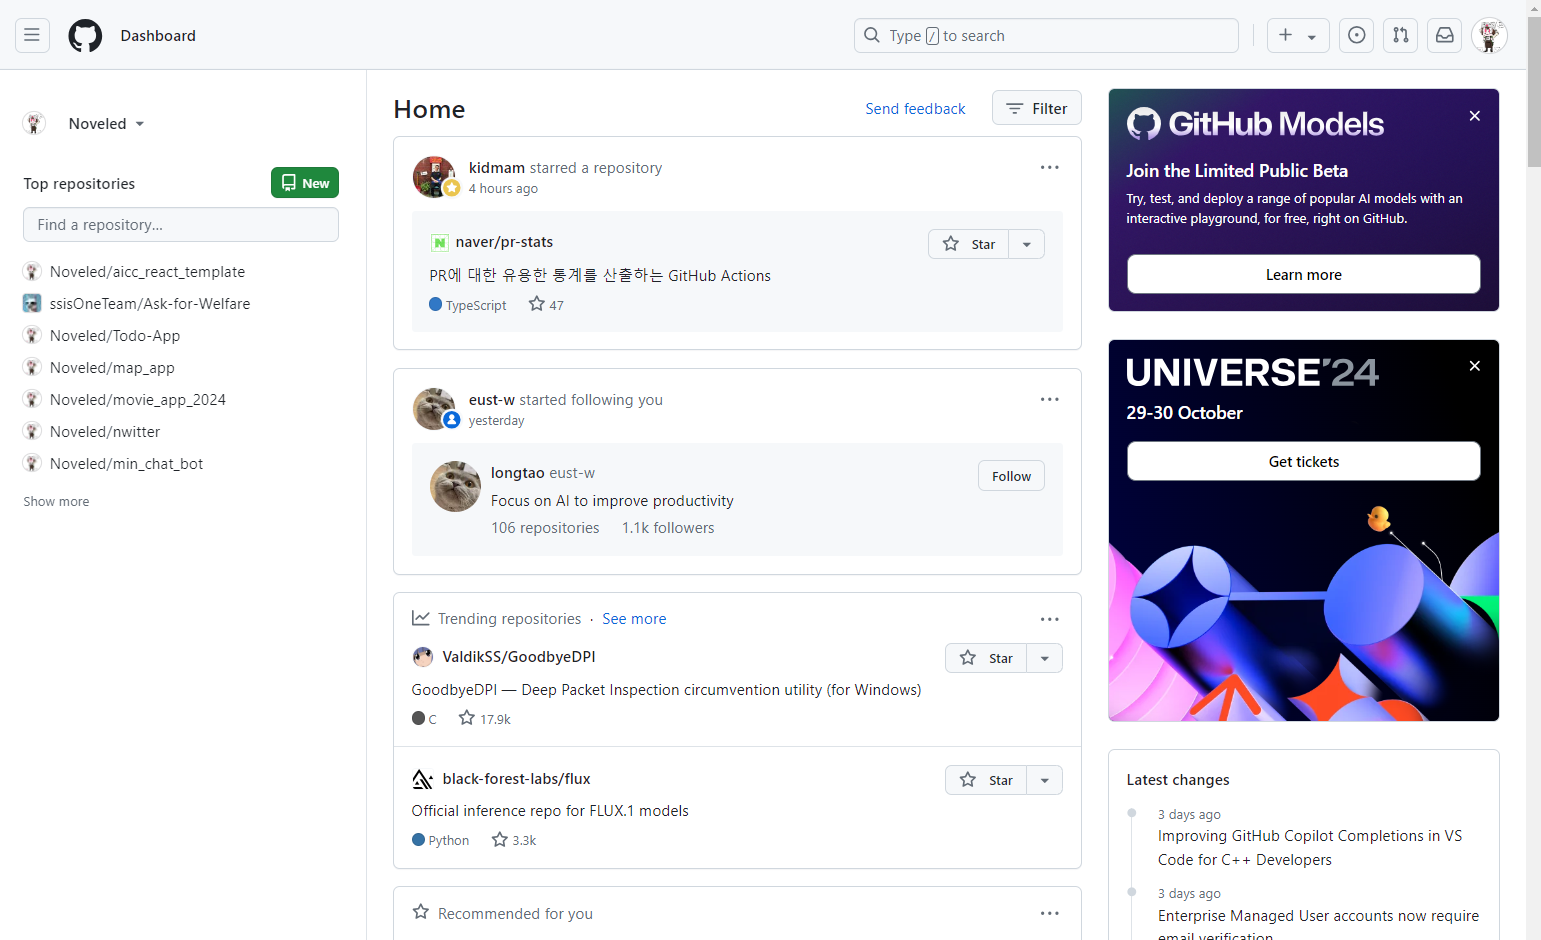 Dashboard
Type / to search
Noveled
Top repositories
New
Find a repository...
Noveled/aicc_react_template
ssisOneTeam/Ask-for-Welfare
Noveled/Todo-App
Noveled/map_app
Noveled/movie_app_2024
Noveled/nwitter
Noveled/min_chat_bot
Show more
Home
Send feedback
Filter
kidmam starred a repository
4 hours ago
naver/pr-stats
Star
PR에 대한 유용한 통계를 산출하는 GitHub Actions
TypeScript 47
eust-w started following you
yesterday
longtao eust-w
Follow
Focus on AI to improve productivity
106 repositories 1.1k followers
Trending repositories · See more
ValdikSS/GoodbyeDPI
Star
GoodbyeDPI — Deep Packet Inspection circumvention utility (for Windows)
C 17.9k
black-forest-labs/flux
Star
Official inference repo for FLUX.1 models
Python 3.3k
Recommended for you
GitHub Models
Join the Limited Public Beta
Try, test, and deploy a range of popular AI models with an
interactive playground, for free, right on GitHub.
Learn more
UNIVERSE'24
29-30 October
Get tickets
Latest changes
3 days ago
Improving GitHub Copilot Completions in VS
Code for C++ Developers
3 days ago
Enterprise Managed User accounts now require
email verification